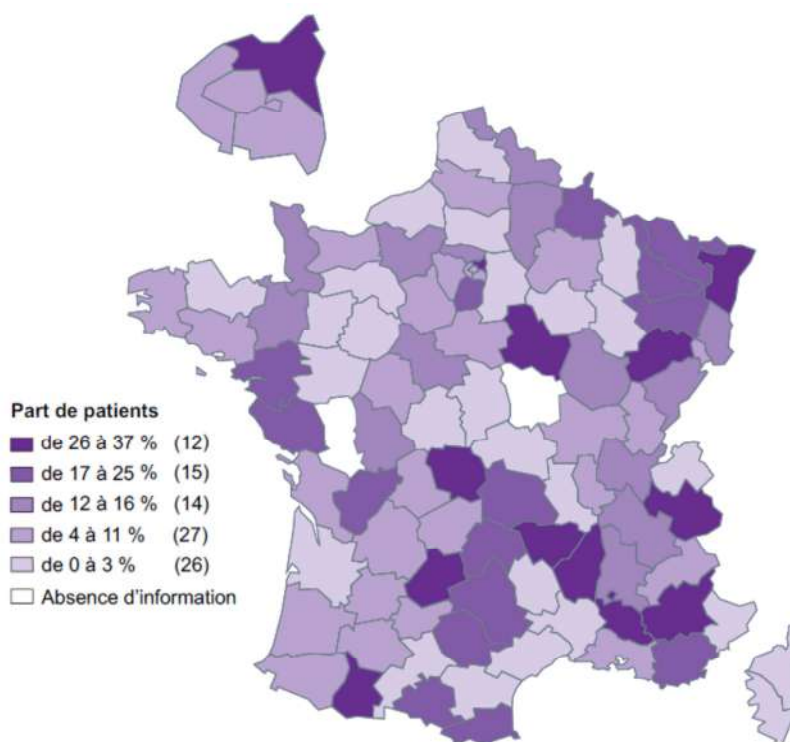 Part de patients
de 26 à 37 % (12)
de 17 à 25 % (15)
de 12 à 16 % (14)
de 4 à 11 % (27)
de 0 à 3 % (26)
Absence d'information